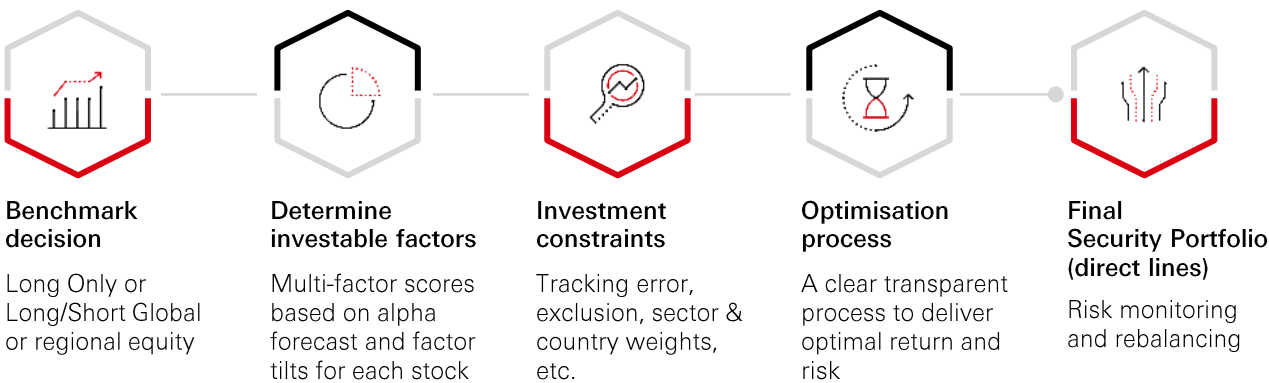 Benchmark
decision
Long Only or
Long/Short Global
or regional equity
Determine
investable factors
Multi-factor scores
based on alpha
forecast and factor
tilts for each stock
Investment
constraints
Tracking error,
exclusion, sector &
country weights,
etc.
Optimisation
process
A clear transparent
process to deliver
optimal return and
risk
Final
Security Portfolio
(direct lines)
Risk monitoring
and rebalancing